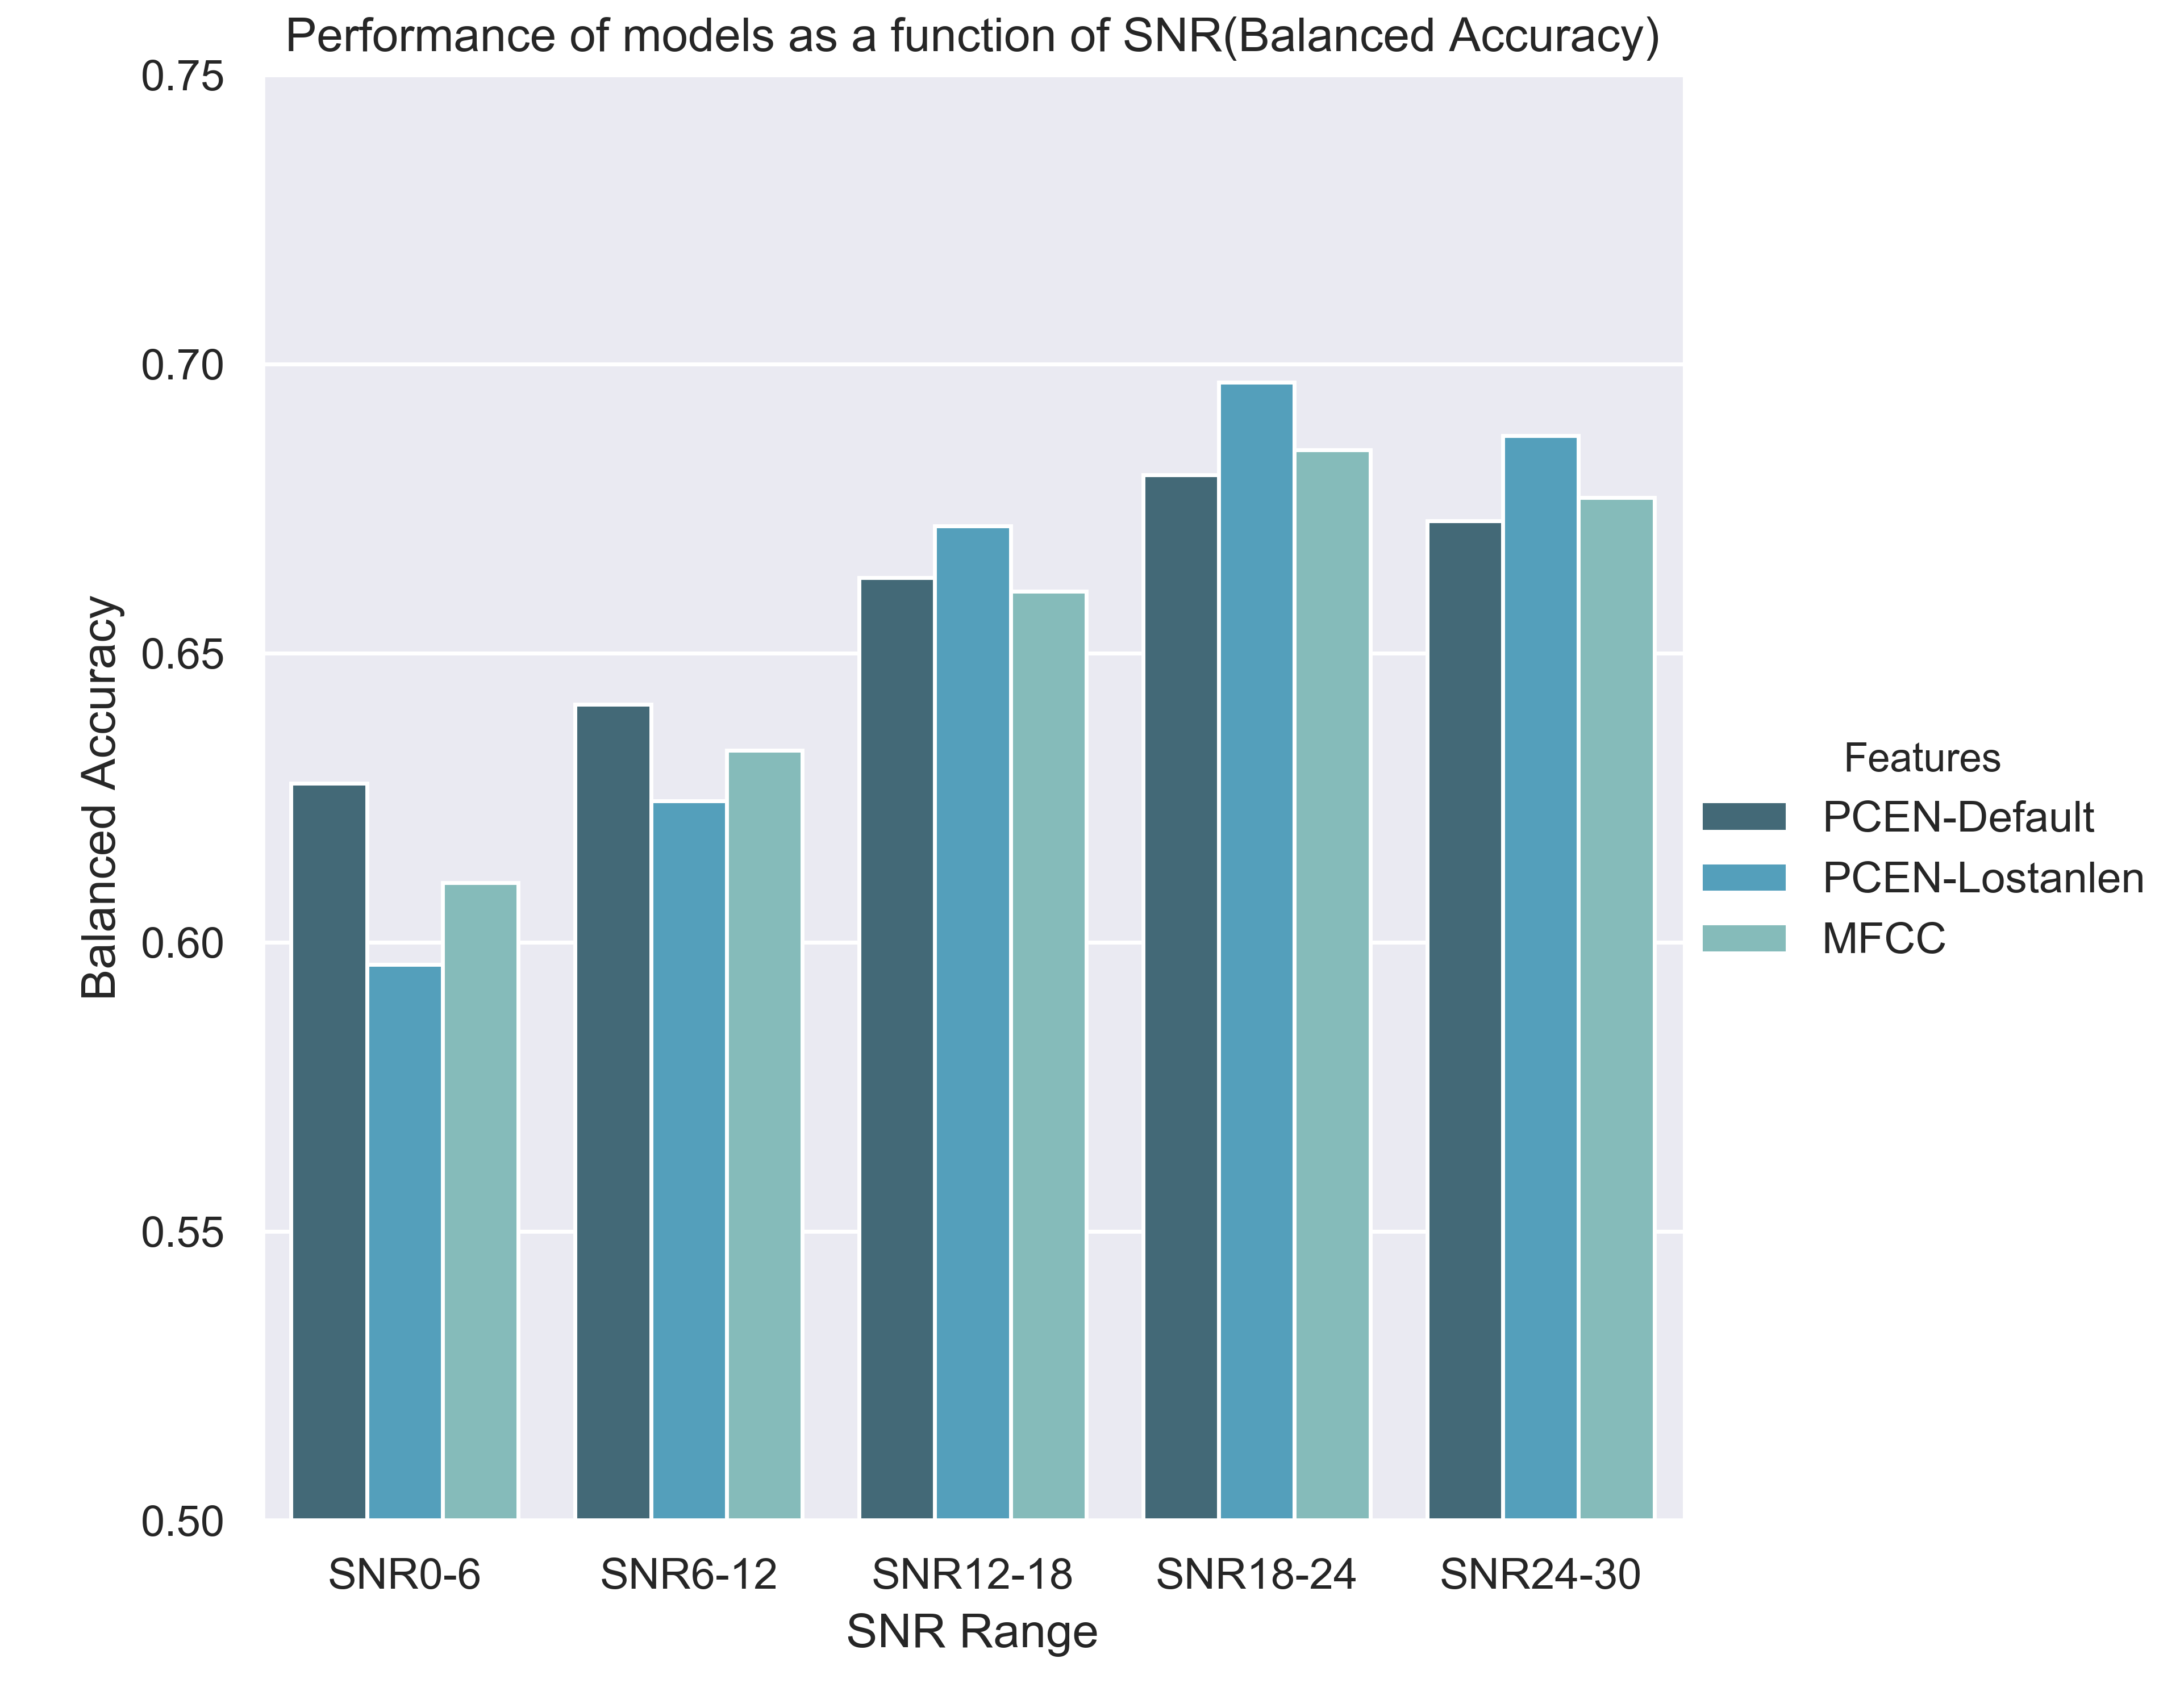 Performance of models as a function of SNR(Balanced Accuracy)
0.75
0.70
0.65
0.60
0.55
0.50
Balanced Accuracy
SNR0-6 SNR6-12 SNR12-18 SNR18-24 SNR24-30
SNR Range
Features
PCEN-Default
PCEN-Lostanlen
MFCC